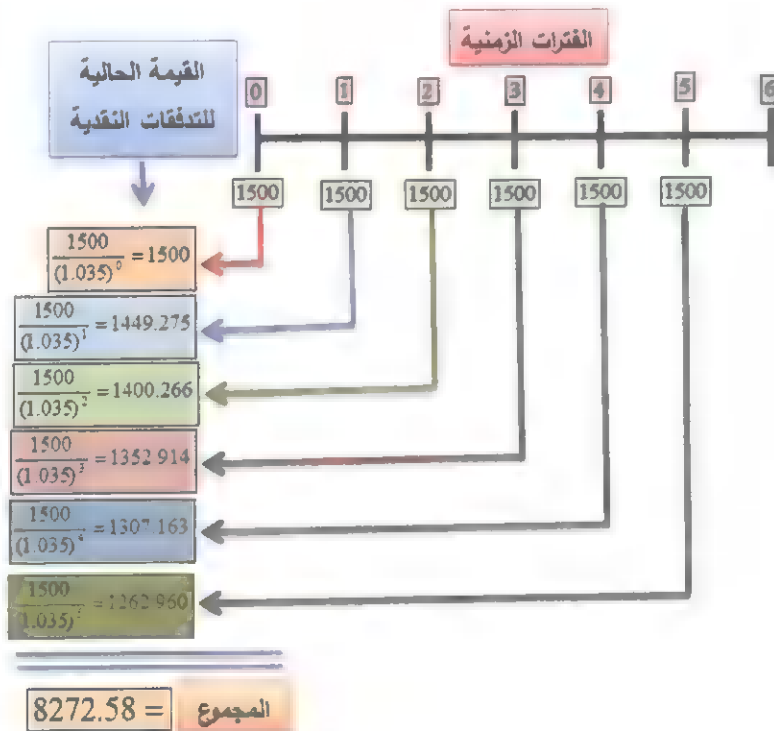 الفترات الزمنية
القيمة الحالية
للتدفقات النقدية
0 1 2 3 4 5 6
1500 1500 1500 1500 1500 1500
1500/(1.035)^0 = 1500
1500/(1.035)^1 = 1449.275
1500/(1.035)^2 = 1400.266
1500/(1.035)^3 = 1352.914
1500/(1.035)^4 = 1307.163
1500/(1.035) = 1262.960
8272.58 = المجموع